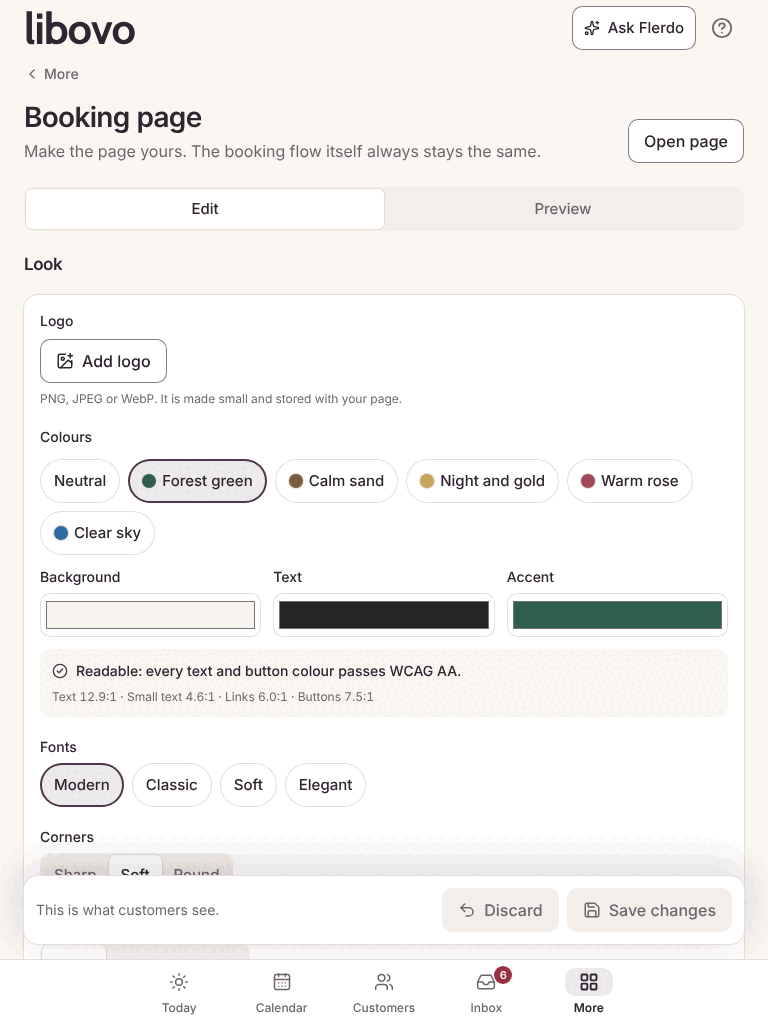 libovo
Ask Flerdo
More
Booking page
Make the page yours. The booking flow itself always stays the same.
Open page
Edit
Preview
Look
Logo
Add logo
PNG, JPEG or WebP. It is made small and stored with your page.
Colours
Neutral
Forest green
Calm sand
Night and gold
Warm rose
Clear sky
Background
Text
Accent
Readable: every text and button colour passes WCAG AA.
Text 12.9:1 · Small text 4.6:1 · Links 6.0:1 · Buttons 7.5:1
Fonts
Modern
Classic
Soft
Elegant
Corners
Sharp
Soft
Round
This is what customers see.
Discard
Save changes
Today
Calendar
Customers
6
Inbox
More